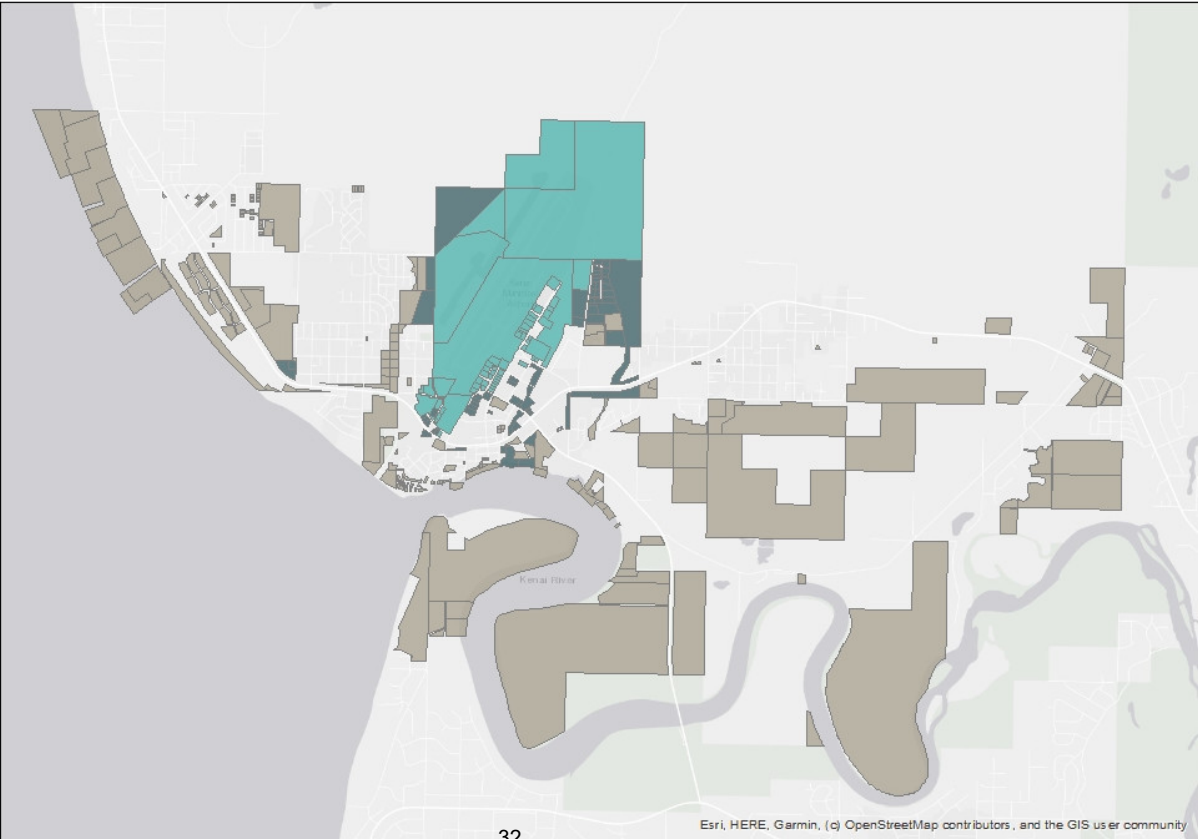 Kenai River
Esri, HERE, Garmin, (c) OpenStreetMap contributors, and the GIS user community
32